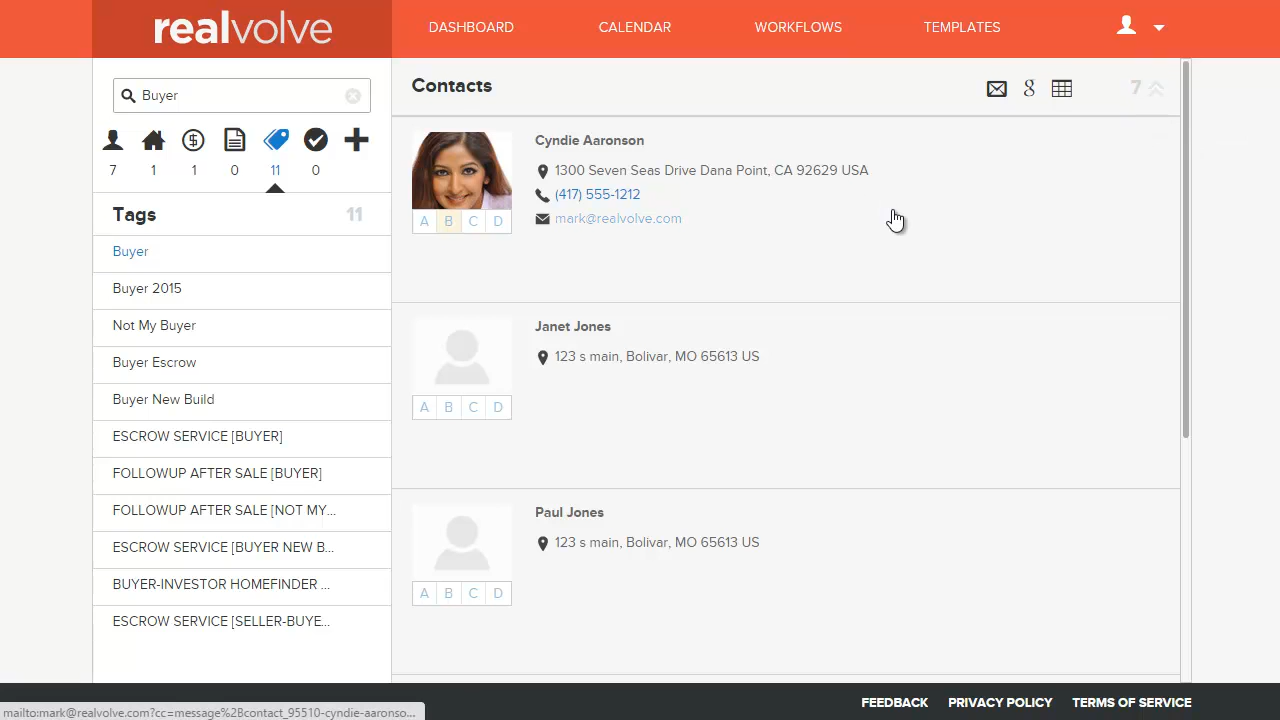 realvolve
DASHBOARD
CALENDAR
WORKFLOWS
TEMPLATES
Buyer
7
1
1
0
11
0
Tags
11
Buyer
Buyer 2015
Not My Buyer
Buyer Escrow
Buyer New Build
ESCROW SERVICE [BUYER]
FOLLOWUP AFTER SALE [BUYER]
FOLLOWUP AFTER SALE [NOT MY...
ESCROW SERVICE [BUYER NEW B...
BUYER-INVESTOR HOMEFINDER ...
ESCROW SERVICE [SELLER-BUYE...
Contacts
8
7
Cyndie Aaronson
1300 Seven Seas Drive Dana Point, CA 92629 USA
(417) 555-1212
mark@realvolve.com
A B C D
Janet Jones
123 s main, Bolivar, MO 65613 US
A B C D
Paul Jones
123 s main, Bolivar, MO 65613 US
A B C D
FEEDBACK
PRIVACY POLICY
TERMS OF SERVICE
mailto:mark@realvolve.com?cc=message%2Bcontact_95510-cyndie-aaronso...